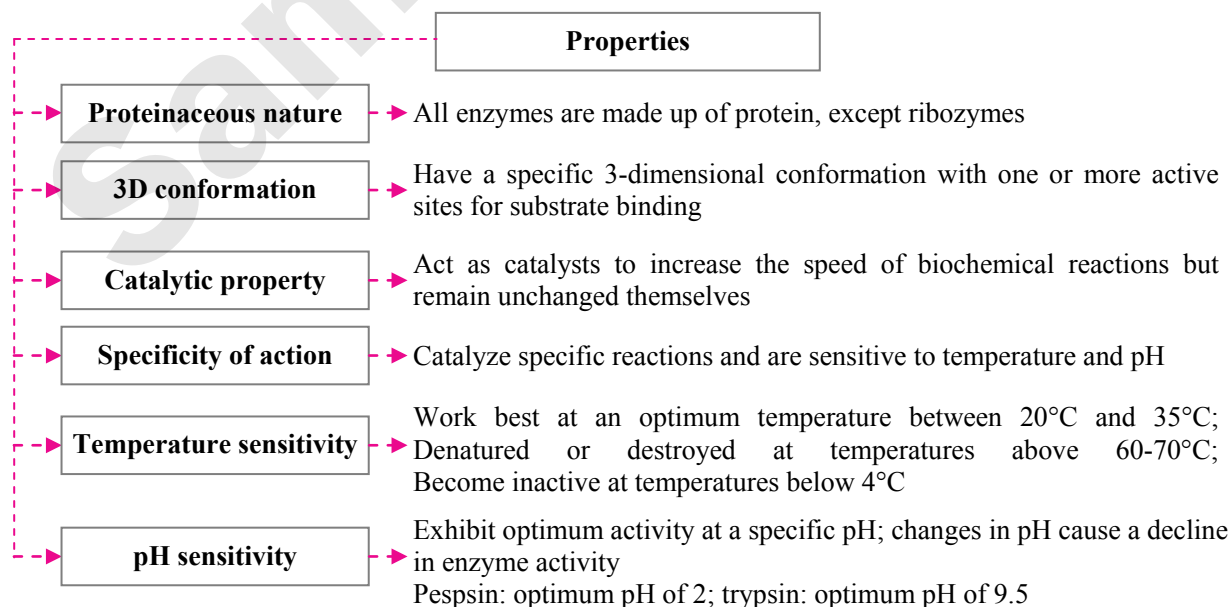 Properties
Proteinaceous nature
All enzymes are made up of protein, except ribozymes
3D conformation
Have a specific 3-dimensional conformation with one or more active
sites for substrate binding
Catalytic property
Act as catalysts to increase the speed of biochemical reactions but
remain unchanged themselves
Specificity of action
Catalyze specific reactions and are sensitive to temperature and pH
Temperature sensitivity
Work best at an optimum temperature between 20°C and 35°C;
Denatured or destroyed at temperatures above 60-70°C;
Become inactive at temperatures below 4°C
pH sensitivity
Exhibit optimum activity at a specific pH; changes in pH cause a decline
in enzyme activity
Pespsin: optimum pH of 2; trypsin: optimum pH of 9.5